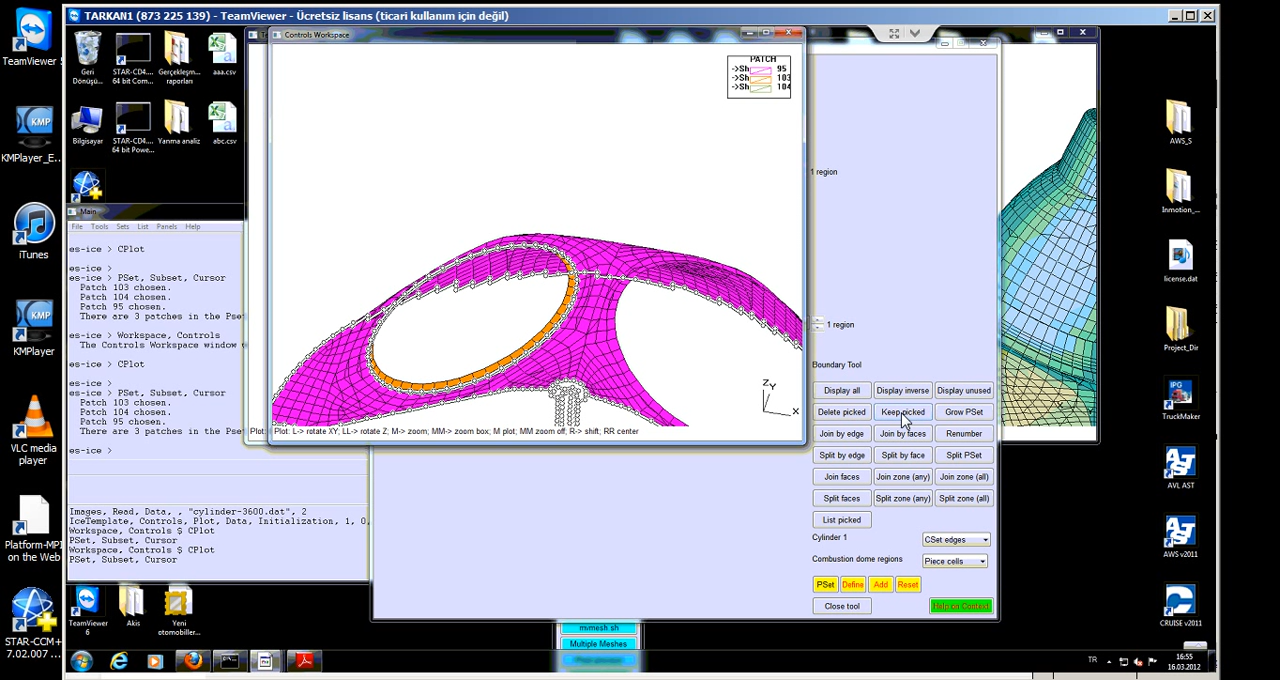 TARKAN1 (873 225 139) - TeamViewer - Ücretsiz lisans (ticari kullanım için değil)
TeamViewer
KMPlayer_E...
iTunes
KMPlayer
VLC media
player
Platform-MPI
on the Web
STAR-CCM+
7.02.007 ...
Geri
Dönüşü...
STAR-CD4...
64 bit Com...
Gerçekleşm...
raporları
aaa.csv
Bilgisayar
STAR-CD4...
64 bit Powe...
Yanma analiz
abc.csv
Main
File Tools Sets List Panels Help
es-ice > CPlot
es-ice >
es-ice > PSet, Subset, Cursor
Patch 103 chosen.
Patch 104 chosen.
Patch 95 chosen.
There are 3 patches in the Pse
es-ice > Workspace, Controls
The Controls Workspace window
es-ice > CPlot
es-ice >
es-ice > PSet, Subset, Cursor
Patch 103 chosen.
Patch 104 chosen.
Patch 95 chosen.
There are 3 patches in the Pse
es-ice >
Images, Read, Data, , "cylinder-3600.dat", 2
IceTemplate, Controls, Plot, Data, Initialization, 1, 0,
Workspace, Controls $ CPlot
PSet, Subset, Cursor
Workspace, Controls $ CPlot
PSet, Subset, Cursor
Controls Workspace
PATCH
->Sh 95
->Sh 103
->Sh 104
Z Y
X
Plot: L-> rotate XY; LL-> rotate Z; M-> zoom; MM-> zoom box; M plot; MM zoom off; R-> shift; RR center
1 region
1 region
Boundary Tool
Display all Display inverse Display unused
Delete picked Keep picked Grow PSet
Join by edge Join by faces Renumber
Split by edge Split by face Split PSet
Join faces Join zone (any) Join zone (all)
Split faces Split zone (any) Split zone (all)
List picked
Cylinder 1 CSet edges
Combustion dome regions Piece cells
PSet Define Add Reset
Close tool Help on Context
mvmesh.sh
Multiple Meshes
TeamViewer
6
Akis
Yeni
otomobiller...
AWS_S
Inmotion_...
license.dat
Project_Dir
TruckMaker
AVL AST
AWS v2011
CRUISE v2011
TR
16:55
16.03.2012